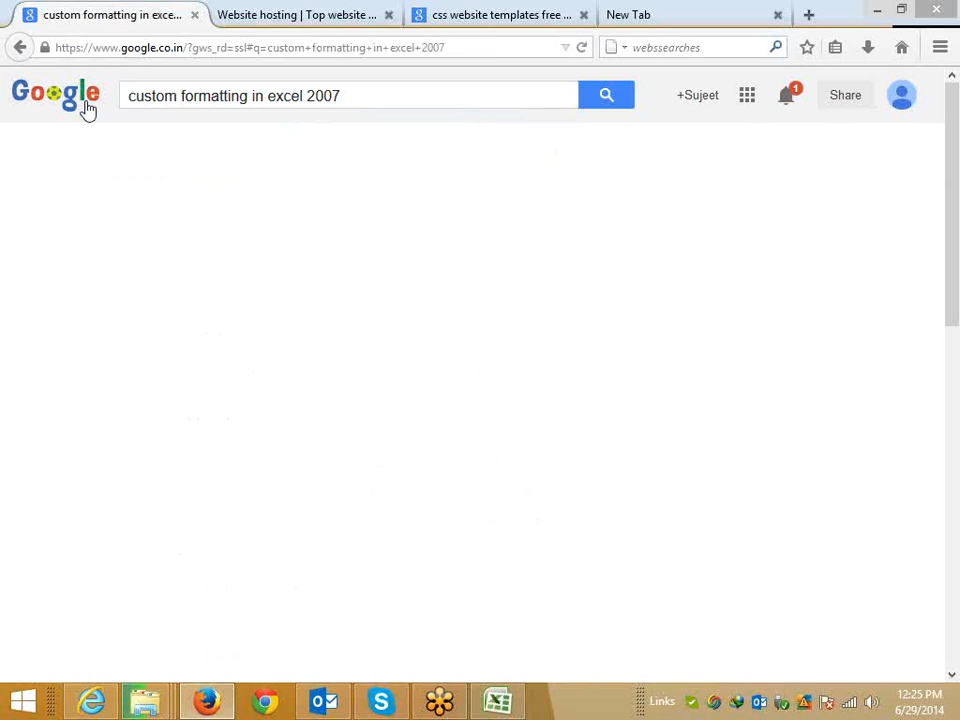 custom formatting in exce...
Website hosting | Top website ...
css website templates free ...
New Tab
https://www.google.co.in/?gws_rd=ssl#q=custom+formatting+in+excel+2007
webssearches
Google
custom formatting in excel 2007
+Sujeet
1
Share
Links
12:25 PM
6/29/2014